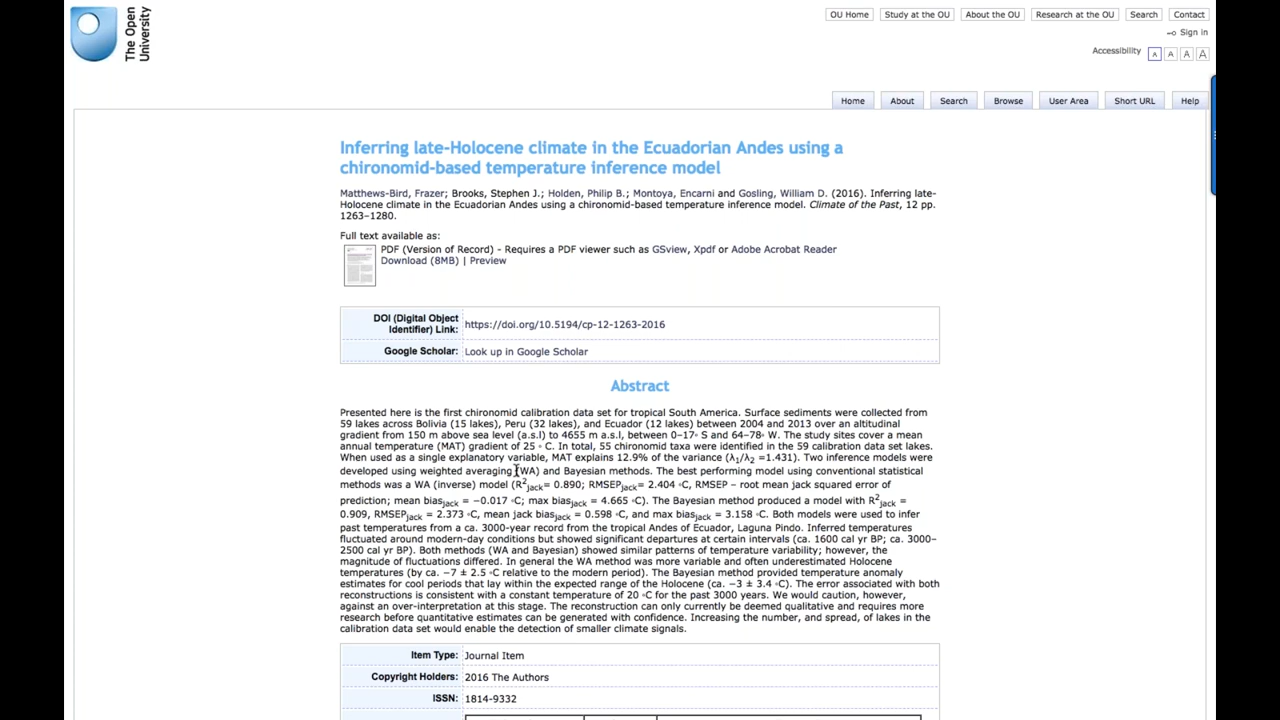 The Open
University
OU Home Study at the OU About the OU Research at the OU Search Contact
Sign in
Accessibility A A A A
Home About Search Browse User Area Short URL Help
Inferring late-Holocene climate in the Ecuadorian Andes using a
chironomid-based temperature inference model
Matthews-Bird, Frazer; Brooks, Stephen J.; Holden, Philip B.; Montoya, Encarni and Gosling, William D. (2016). Inferring late-
Holocene climate in the Ecuadorian Andes using a chironomid-based temperature inference model. Climate of the Past, 12 pp.
1263–1280.
Full text available as:
PDF (Version of Record) - Requires a PDF viewer such as GSview, Xpdf or Adobe Acrobat Reader
Download (8MB) | Preview
DOI (Digital Object
Identifier) Link:
https://doi.org/10.5194/cp-12-1263-2016
Google Scholar: Look up in Google Scholar
Abstract
Presented here is the first chironomid calibration data set for tropical South America. Surface sediments were collected from
59 lakes across Bolivia (15 lakes), Peru (32 lakes), and Ecuador (12 lakes) between 2004 and 2013 over an altitudinal
gradient from 150 m above sea level (a.s.l) to 4655 m a.s.l, between 0–17◦ S and 64–78◦ W. The study sites cover a mean
annual temperature (MAT) gradient of 25 ◦ C. In total, 55 chironomid taxa were identified in the 59 calibration data set lakes.
When used as a single explanatory variable, MAT explains 12.9% of the variance (λ1/λ2 =1.431). Two inference models were
developed using weighted averaging (WA) and Bayesian methods. The best performing model using conventional statistical
methods was a WA (inverse) model (R²jack= 0.890; RMSEPjack= 2.404 ◦C, RMSEP – root mean jack squared error of
prediction; mean biasjack = −0.017 ◦C; max biasjack = 4.665 ◦C). The Bayesian method produced a model with R²jack =
0.909, RMSEPjack = 2.373 ◦C, mean jack biasjack = 0.598 ◦C, and max biasjack = 3.158 ◦C. Both models were used to infer
past temperatures from a ca. 3000-year record from the tropical Andes of Ecuador, Laguna Pindo. Inferred temperatures
fluctuated around modern-day conditions but showed significant departures at certain intervals (ca. 1600 cal yr BP; ca. 3000–
2500 cal yr BP). Both methods (WA and Bayesian) showed similar patterns of temperature variability; however, the
magnitude of fluctuations differed. In general the WA method was more variable and often underestimated Holocene
temperatures (by ca. −7 ± 2.5 ◦C relative to the modern period). The Bayesian method provided temperature anomaly
estimates for cool periods that lay within the expected range of the Holocene (ca. −3 ± 3.4 ◦C). The error associated with both
reconstructions is consistent with a constant temperature of 20 ◦C for the past 3000 years. We would caution, however,
against an over-interpretation at this stage. The reconstruction can only currently be deemed qualitative and requires more
research before quantitative estimates can be generated with confidence. Increasing the number, and spread, of lakes in the
calibration data set would enable the detection of smaller climate signals.
Item Type: Journal Item
Copyright Holders: 2016 The Authors
ISSN: 1814-9332